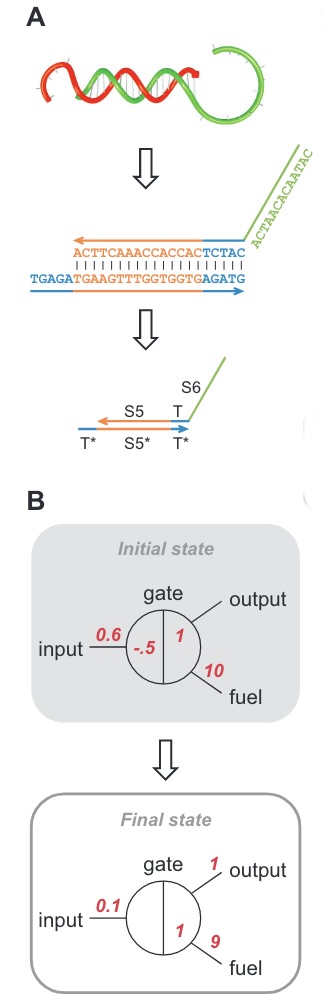 A
ACTAACACAATAC
ACTTCAAACCACCACTCTAC
TGAGATGAAGTTTGGTGGTGAGATG
S6
S5 T
T* S5* T*
B
Initial state
gate
output
0.6
1
input
-.5
10
fuel
Final state
gate
1
output
0.1
input
1
9
fuel